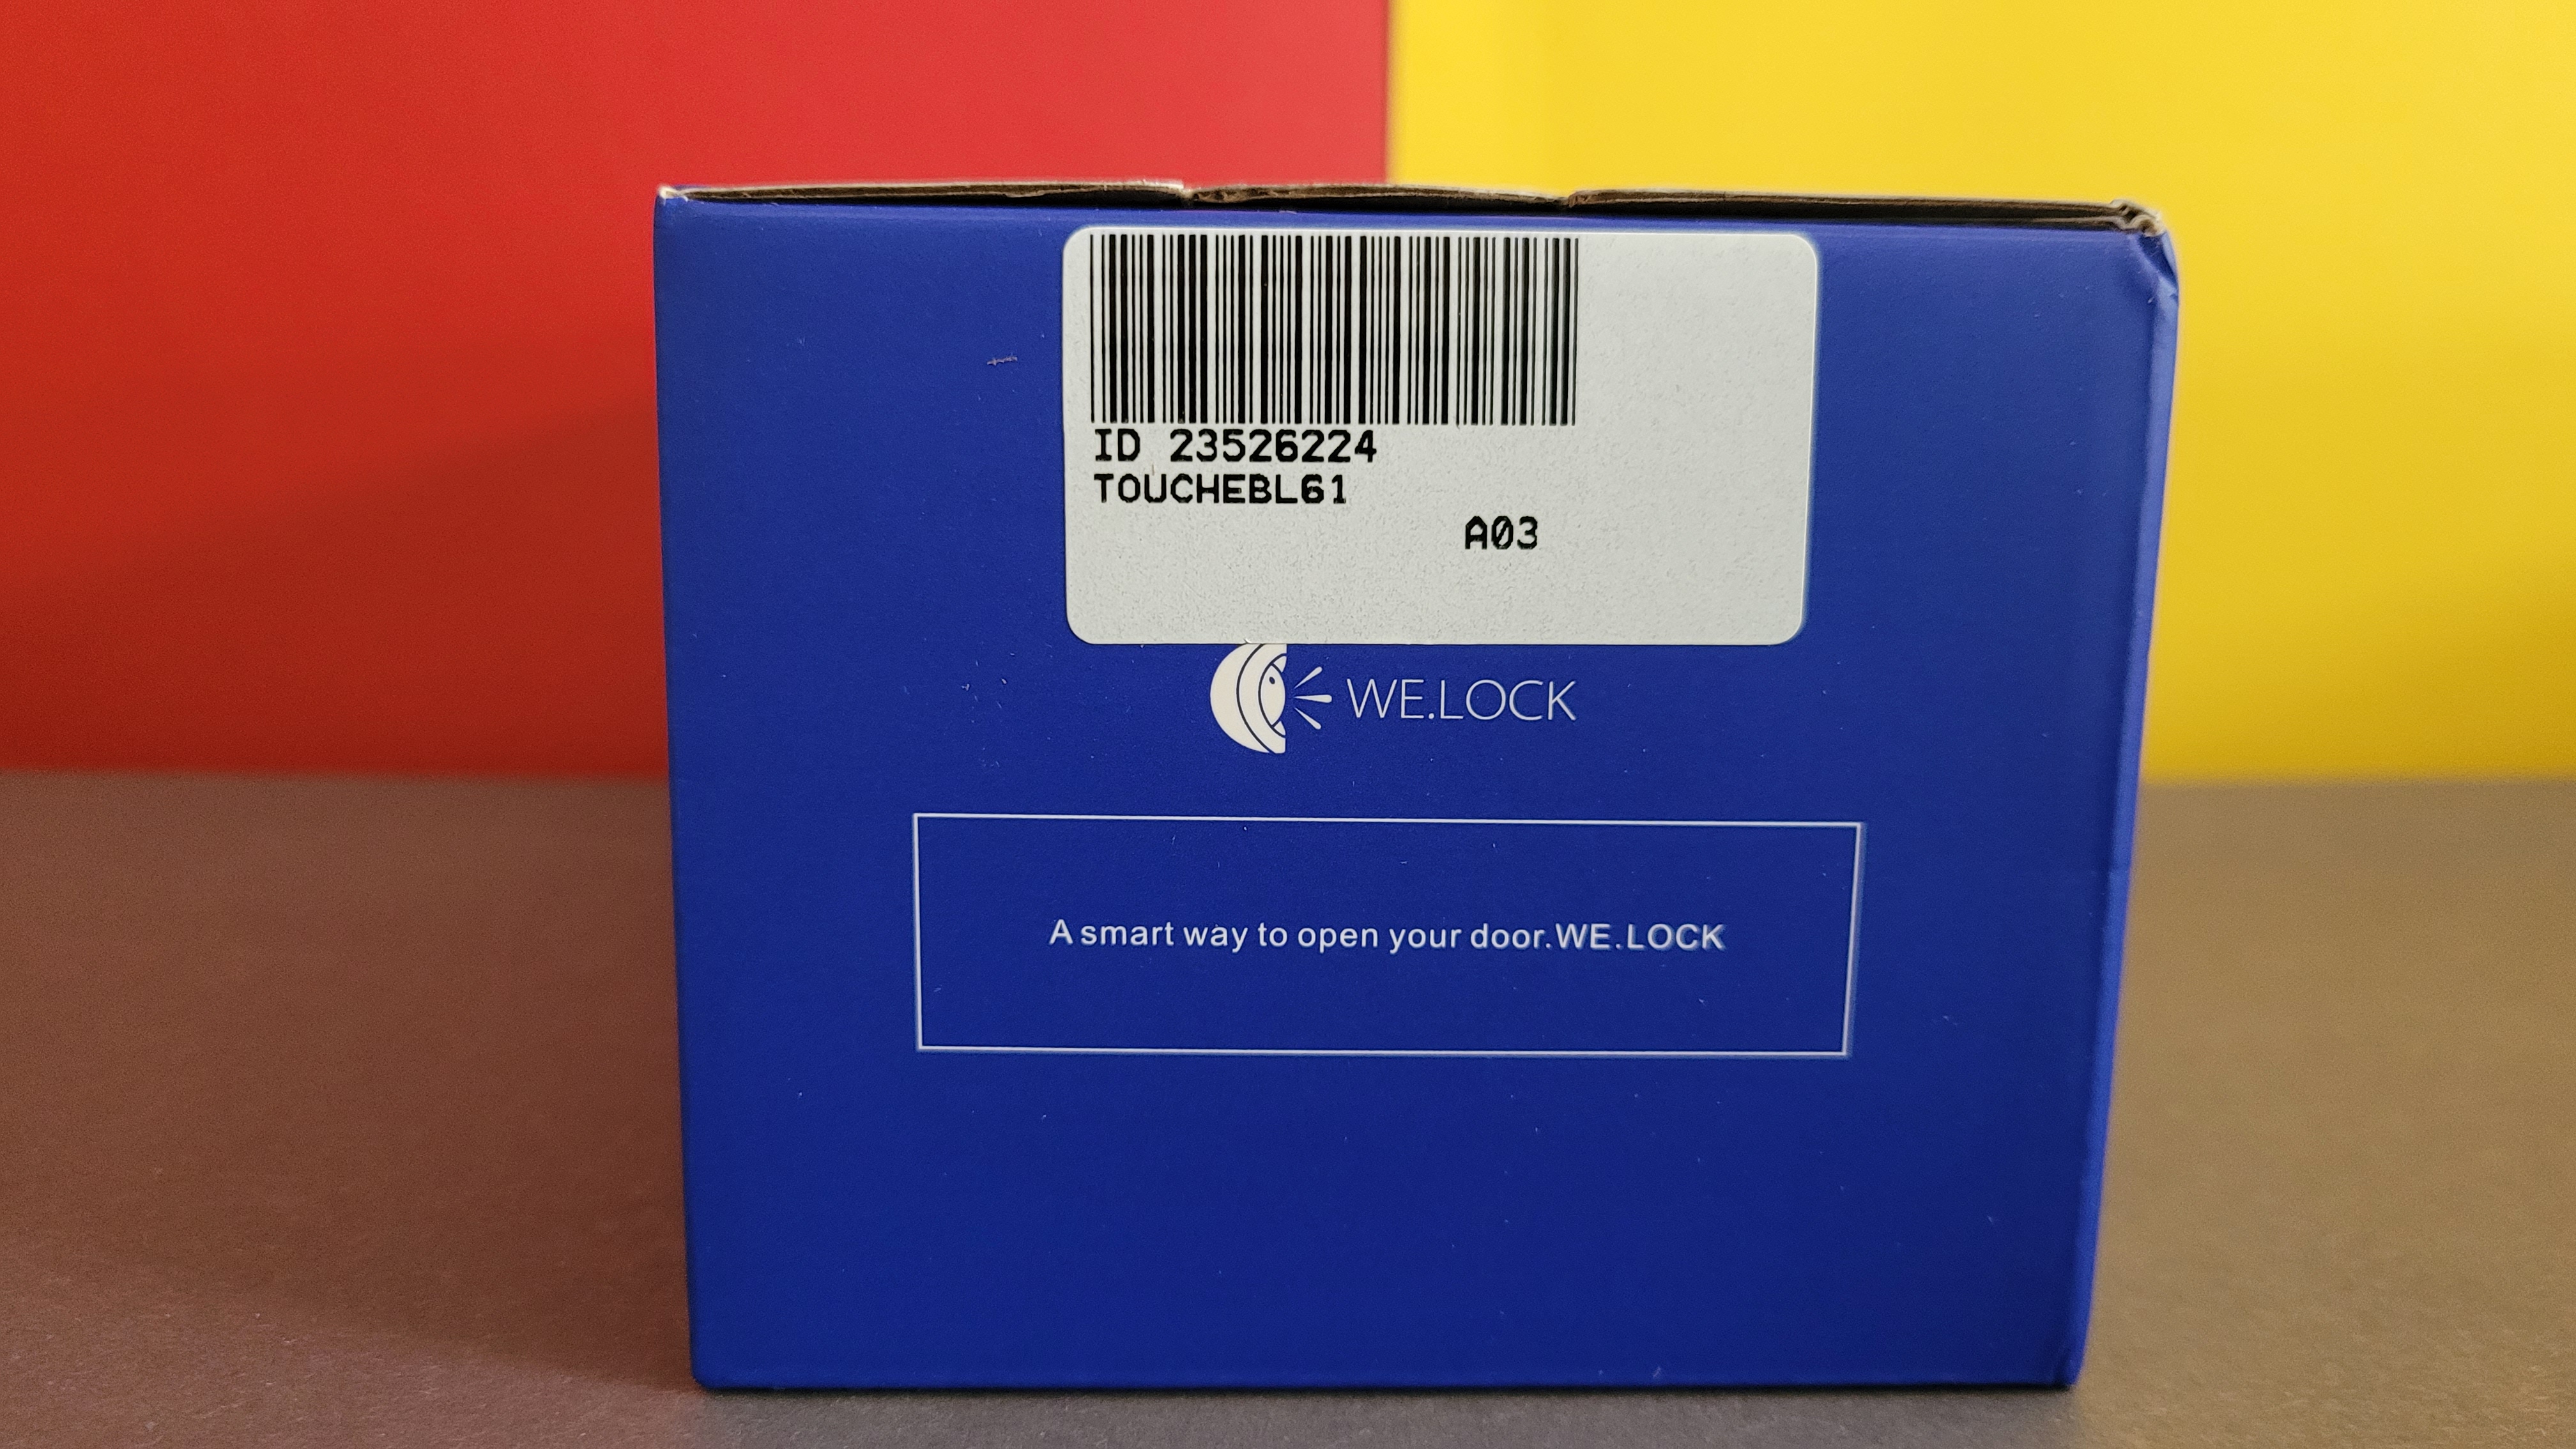 ID 23526224
TOUCHEBL61
A03
WE.LOCK
A smart way to open your door.WE.LOCK